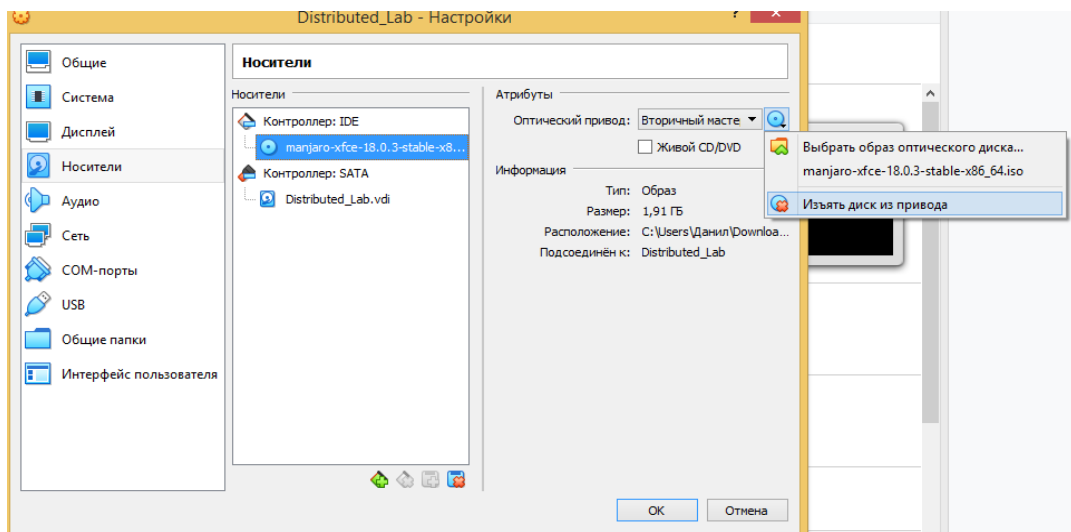 Distributed_Lab - Настройки
Общие
Система
Дисплей
Носители
Аудио
Сеть
COM-порты
USB
Общие папки
Интерфейс пользователя
Носители
Носители
Контроллер: IDE
manjaro-xfce-18.0.3-stable-x8...
Контроллер: SATA
Distributed_Lab.vdi
Атрибуты
Оптический привод: Вторичный масте
Живой CD/DVD
Информация
Тип: Образ
Размер: 1,91 ГБ
Расположение: C:\Users\Данил\Downloa...
Подсоединён к: Distributed_Lab
Выбрать образ оптического диска...
manjaro-xfce-18.0.3-stable-x86_64.iso
Изъять диск из привода
OK Отмена